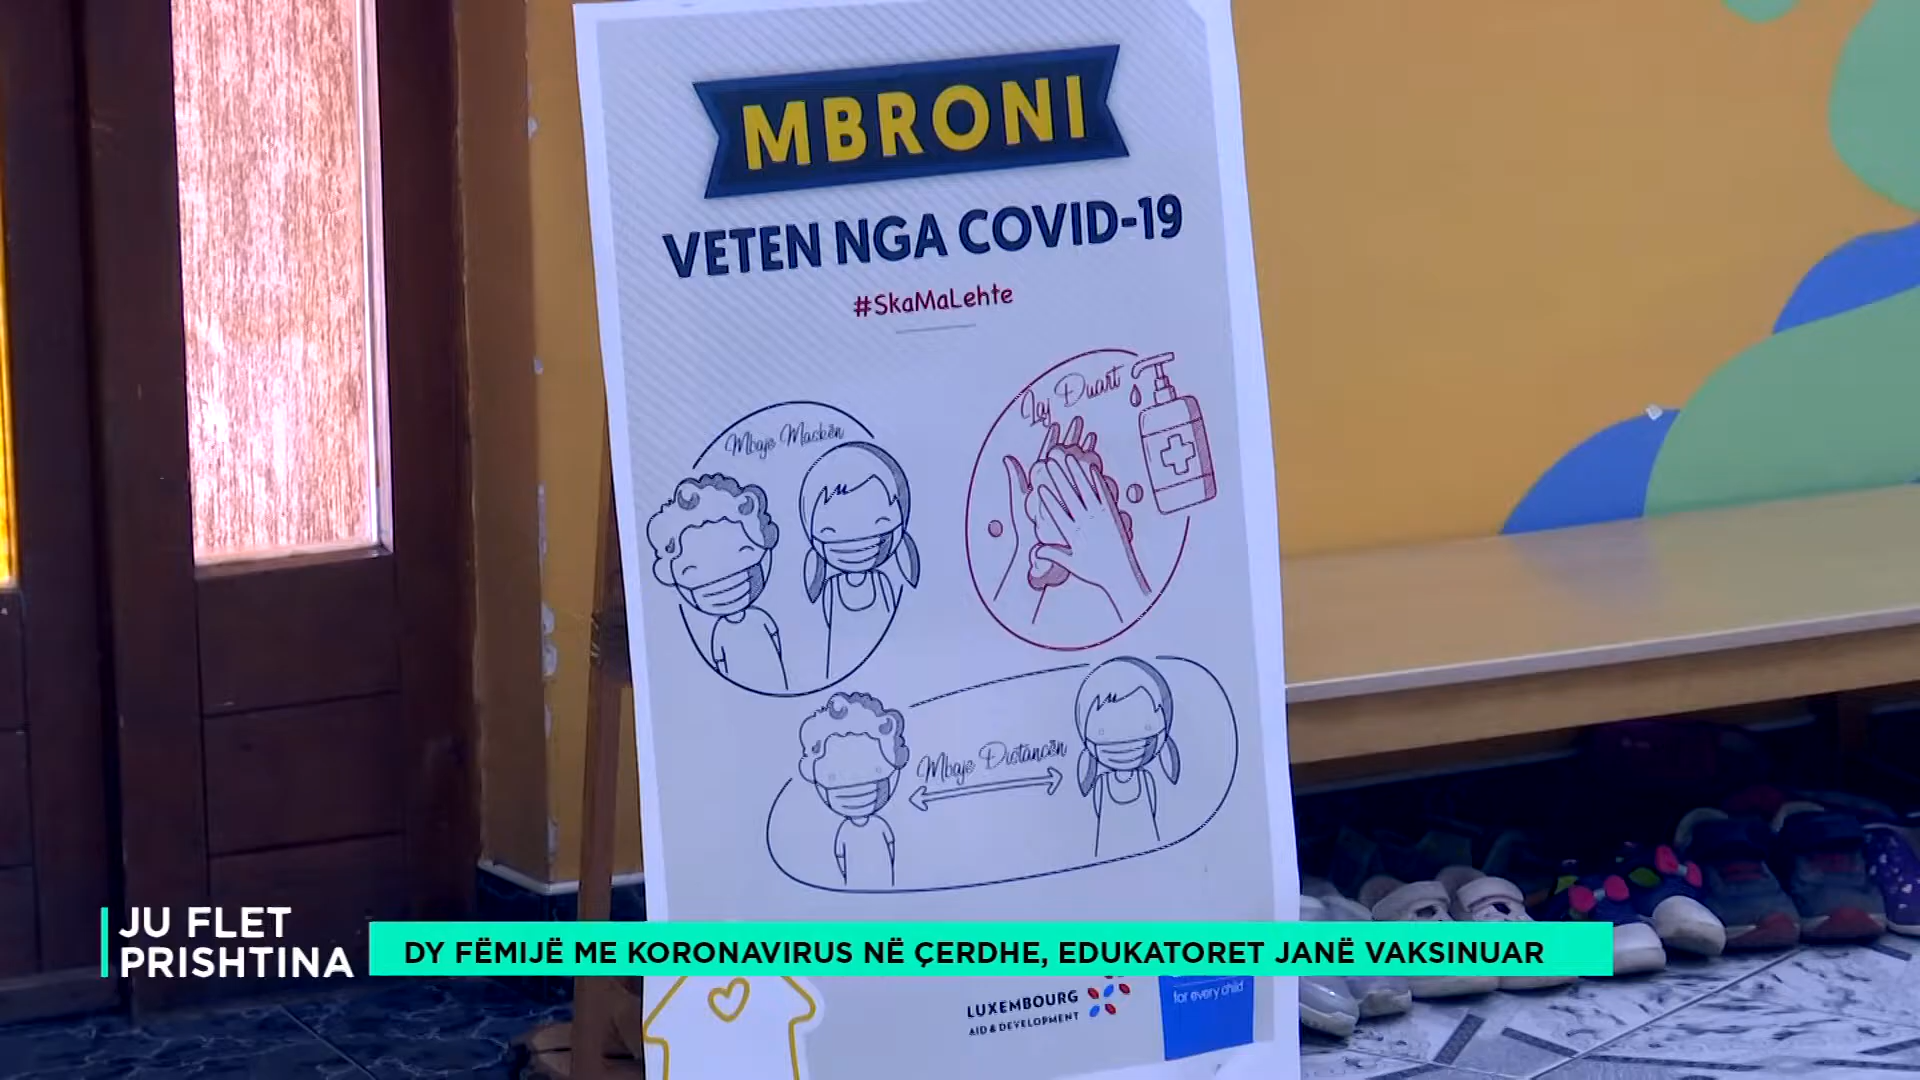 MBRONI
VETEN NGA COVID-19
#SkaMaLehte
Mbaje Maskën
Laj Duart
Mbaje Distancën
JU FLET
PRISHTINA
DY FËMIJË ME KORONAVIRUS NË ÇERDHE, EDUKATORET JANË VAKSINUAR
LUXEMBOURG
AID & DEVELOPMENT
for every child